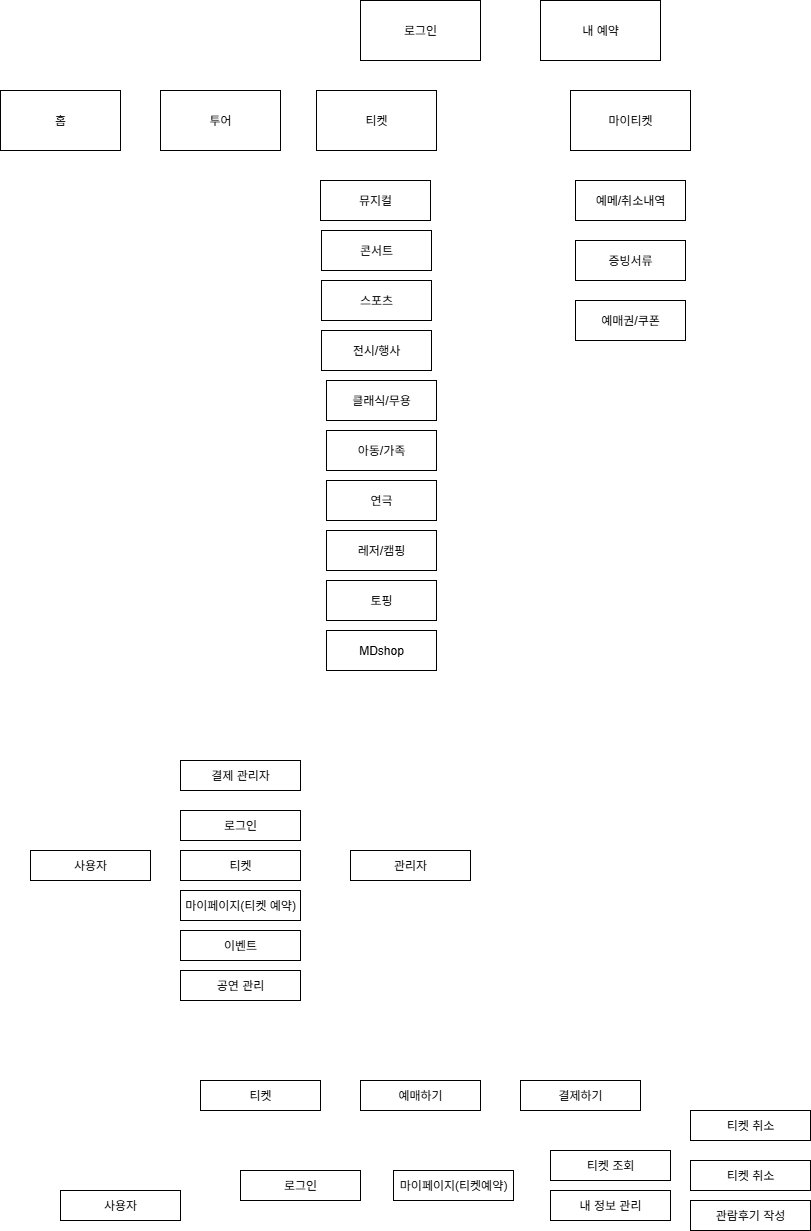 로그인
내 예약
홈
투어
티켓
마이티켓
뮤지컬
예메/취소내역
콘서트
증빙서류
스포츠
예매권/쿠폰
전시/행사
클래식/무용
아동/가족
연극
레저/캠핑
토핑
MDshop
결제 관리자
로그인
사용자
티켓
관리자
마이페이지(티켓 예약)
이벤트
공연 관리
티켓
예매하기
결제하기
티켓 취소
티켓 조회
티켓 취소
로그인
마이페이지(티켓예약)
사용자
내 정보 관리
관람후기 작성